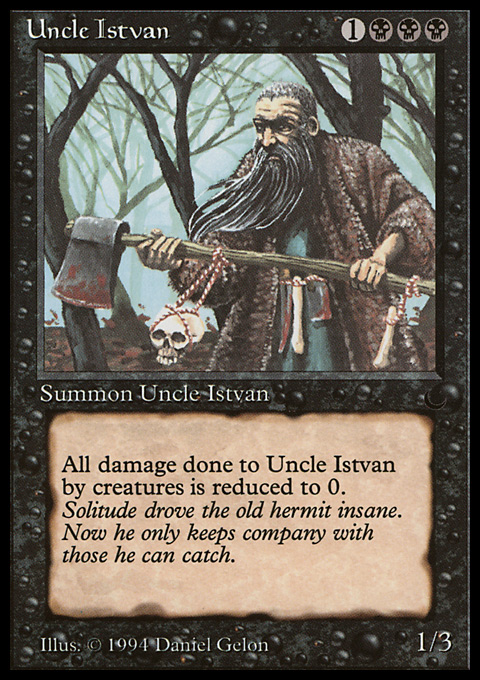 Uncle Istvan 1
Summon Uncle Istvan
All damage done to Uncle Istvan
by creatures is reduced to 0.
Solitude drove the old hermit insane.
Now he only keeps company with
those he can catch.
Illus. © 1994 Daniel Gelon 1/3